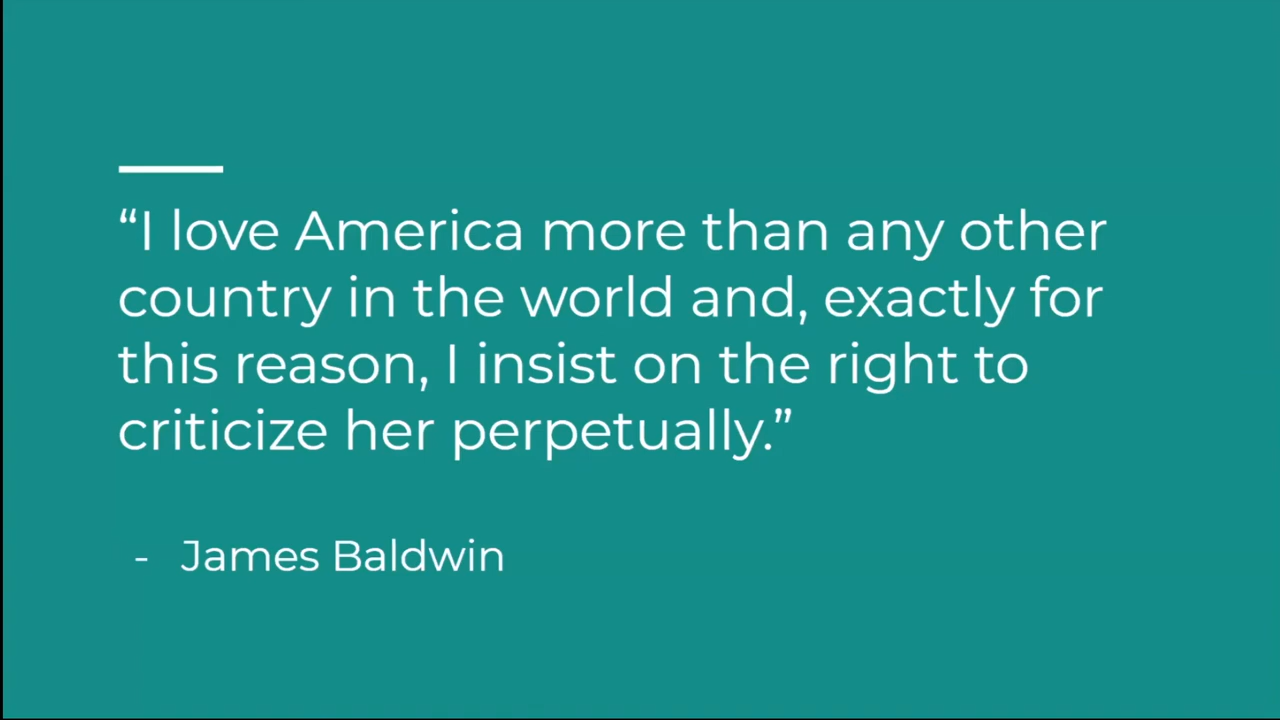 “I love America more than any other
country in the world and, exactly for
this reason, I insist on the right to
criticize her perpetually.”
- James Baldwin